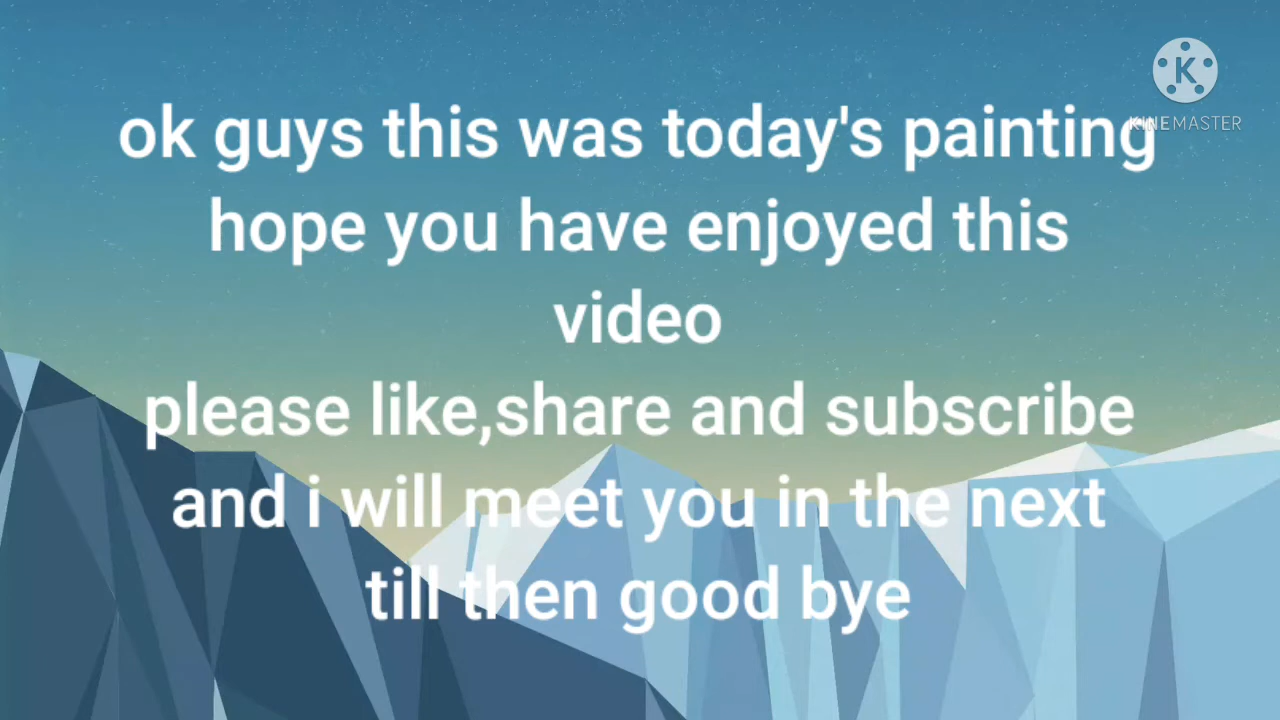 K
KINEMASTER
ok guys this was today's painting
hope you have enjoyed this
video
please like,share and subscribe
and i will meet you in the next
till then good bye